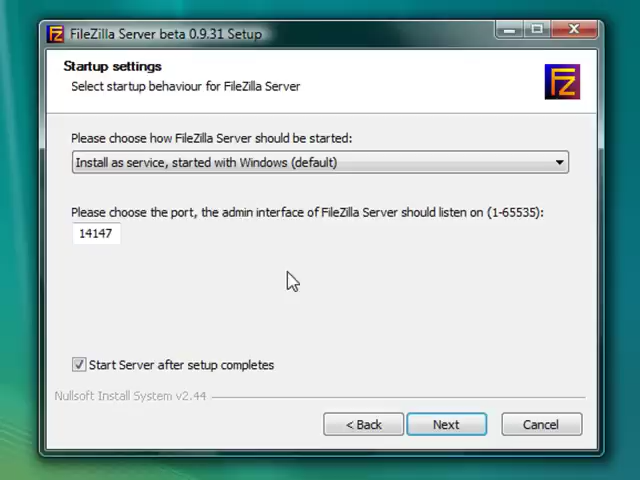 FileZilla Server beta 0.9.31 Setup
Startup settings
Select startup behaviour for FileZilla Server
FZ
Please choose how FileZilla Server should be started:
Install as service, started with Windows (default)
Please choose the port, the admin interface of FileZilla Server should listen on (1-65535):
14147
Start Server after setup completes
Nullsoft Install System v2.44
< Back Next Cancel